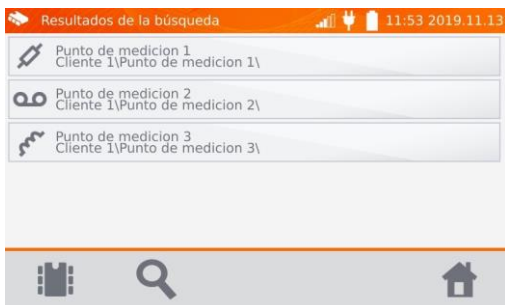 Resultados de la búsqueda 11:53 2019.11.13
Punto de medicion 1
Cliente 1\Punto de medicion 1\
Punto de medicion 2
Cliente 1\Punto de medicion 2\
Punto de medicion 3
Cliente 1\Punto de medicion 3\